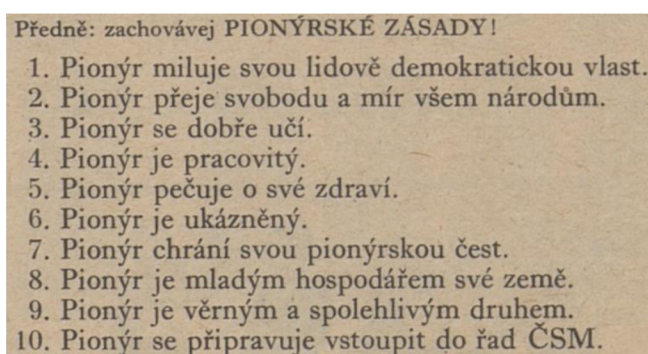 Předně: zachovávej PIONÝRSKÉ ZÁSADY!
1. Pionýr miluje svou lidově demokratickou vlast.
2. Pionýr přeje svobodu a mír všem národům.
3. Pionýr se dobře učí.
4. Pionýr je pracovitý.
5. Pionýr pečuje o své zdraví.
6. Pionýr je ukázněný.
7. Pionýr chrání svou pionýrskou čest.
8. Pionýr je mladým hospodářem své země.
9. Pionýr je věrným a spolehlivým druhem.
10. Pionýr se připravuje vstoupit do řad ČSM.